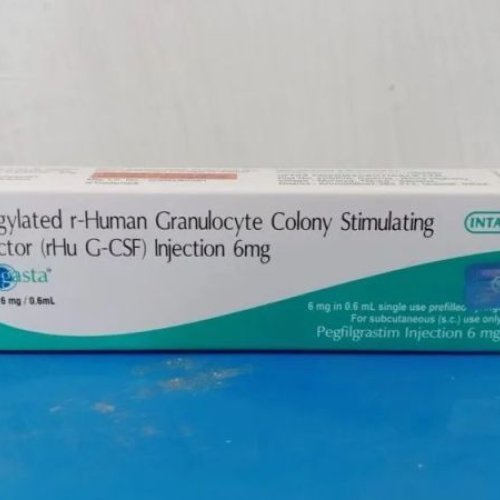 gylated r-Human Granulocyte Colony Stimulating
ctor (rHu G-CSF) Injection 6mg
INTA
gasta
6 mg / 0.6mL
6 mg in 0.6 mL single use prefilled
For subcutaneous (s.c.) use only
Pegfilgrastim Injection 6 mg